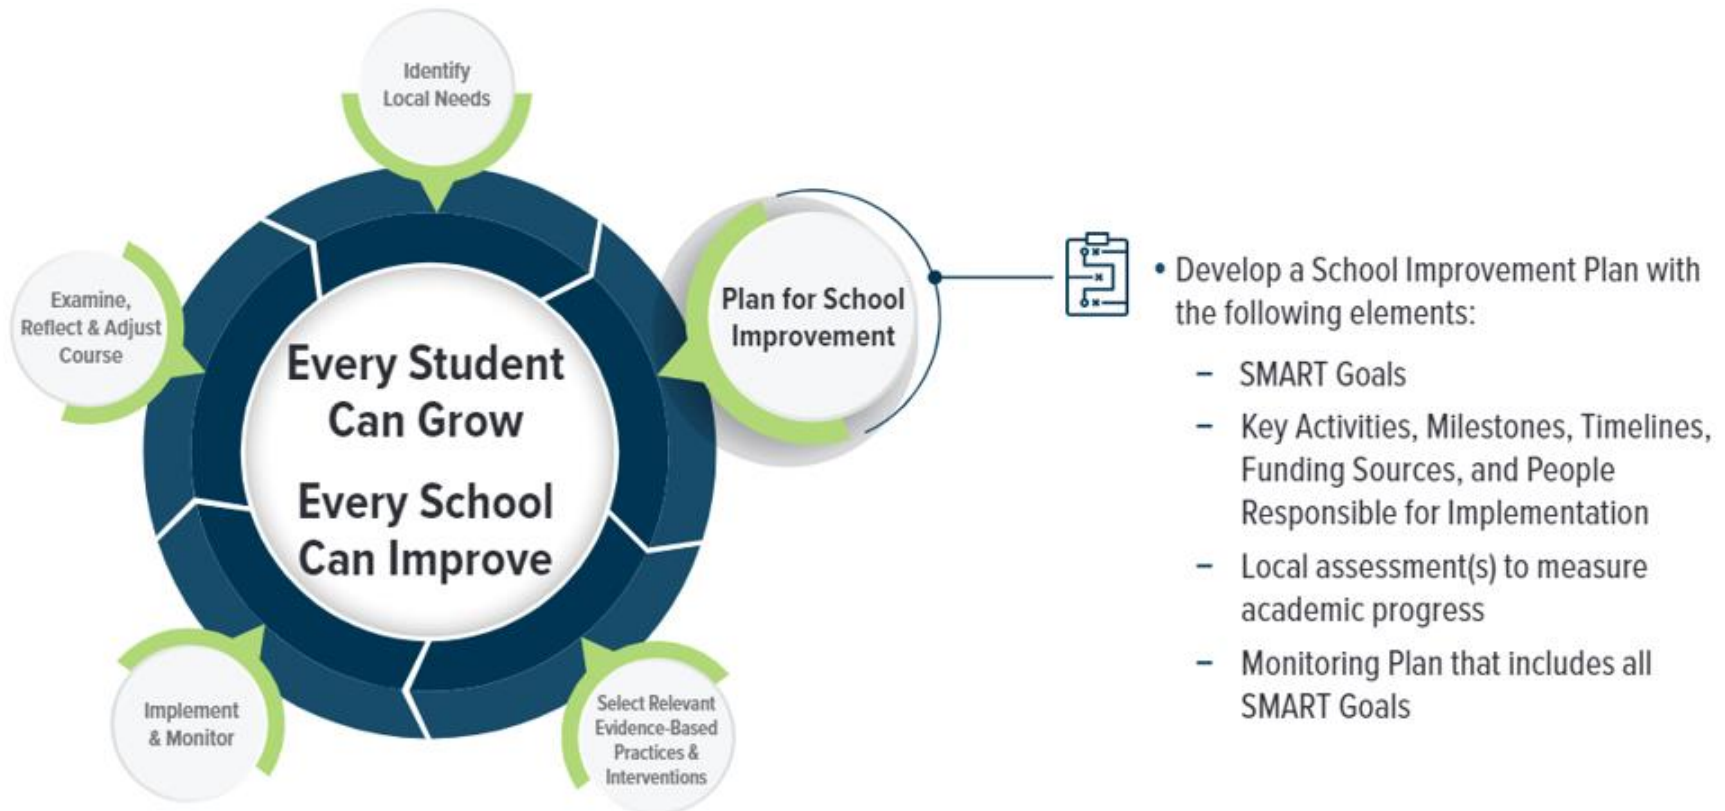 Identify
Local Needs
Plan for School
Improvement
Select Relevant
Evidence-Based
Practices &
Interventions
Implement
& Monitor
Examine,
Reflect & Adjust
Course
Every Student
Can Grow
Every School
Can Improve
• Develop a School Improvement Plan with
the following elements:
– SMART Goals
– Key Activities, Milestones, Timelines,
Funding Sources, and People
Responsible for Implementation
– Local assessment(s) to measure
academic progress
– Monitoring Plan that includes all
SMART Goals